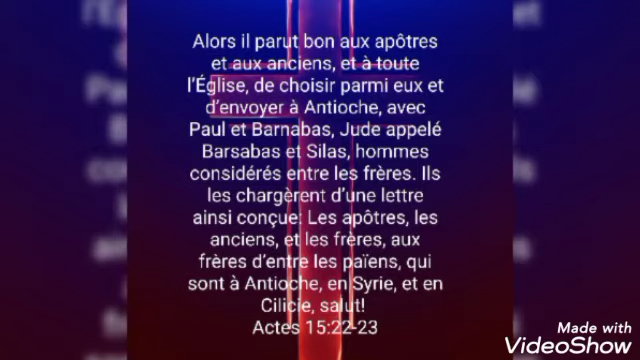 Alors il parut bon aux apôtres
et aux anciens, et à toute
l'Église, de choisir parmi eux et
d'envoyer à Antioche, avec
Paul et Barnabas, Jude appelé
Barsabas et Silas, hommes
considérés entre les frères. Ils
les chargèrent d'une lettre
ainsi conçue: Les apôtres, les
anciens, et les frères, aux
frères d'entre les païens, qui
sont à Antioche, en Syrie, et en
Cilicie, salut!
Actes 15:22-23
Made with
VideoShow